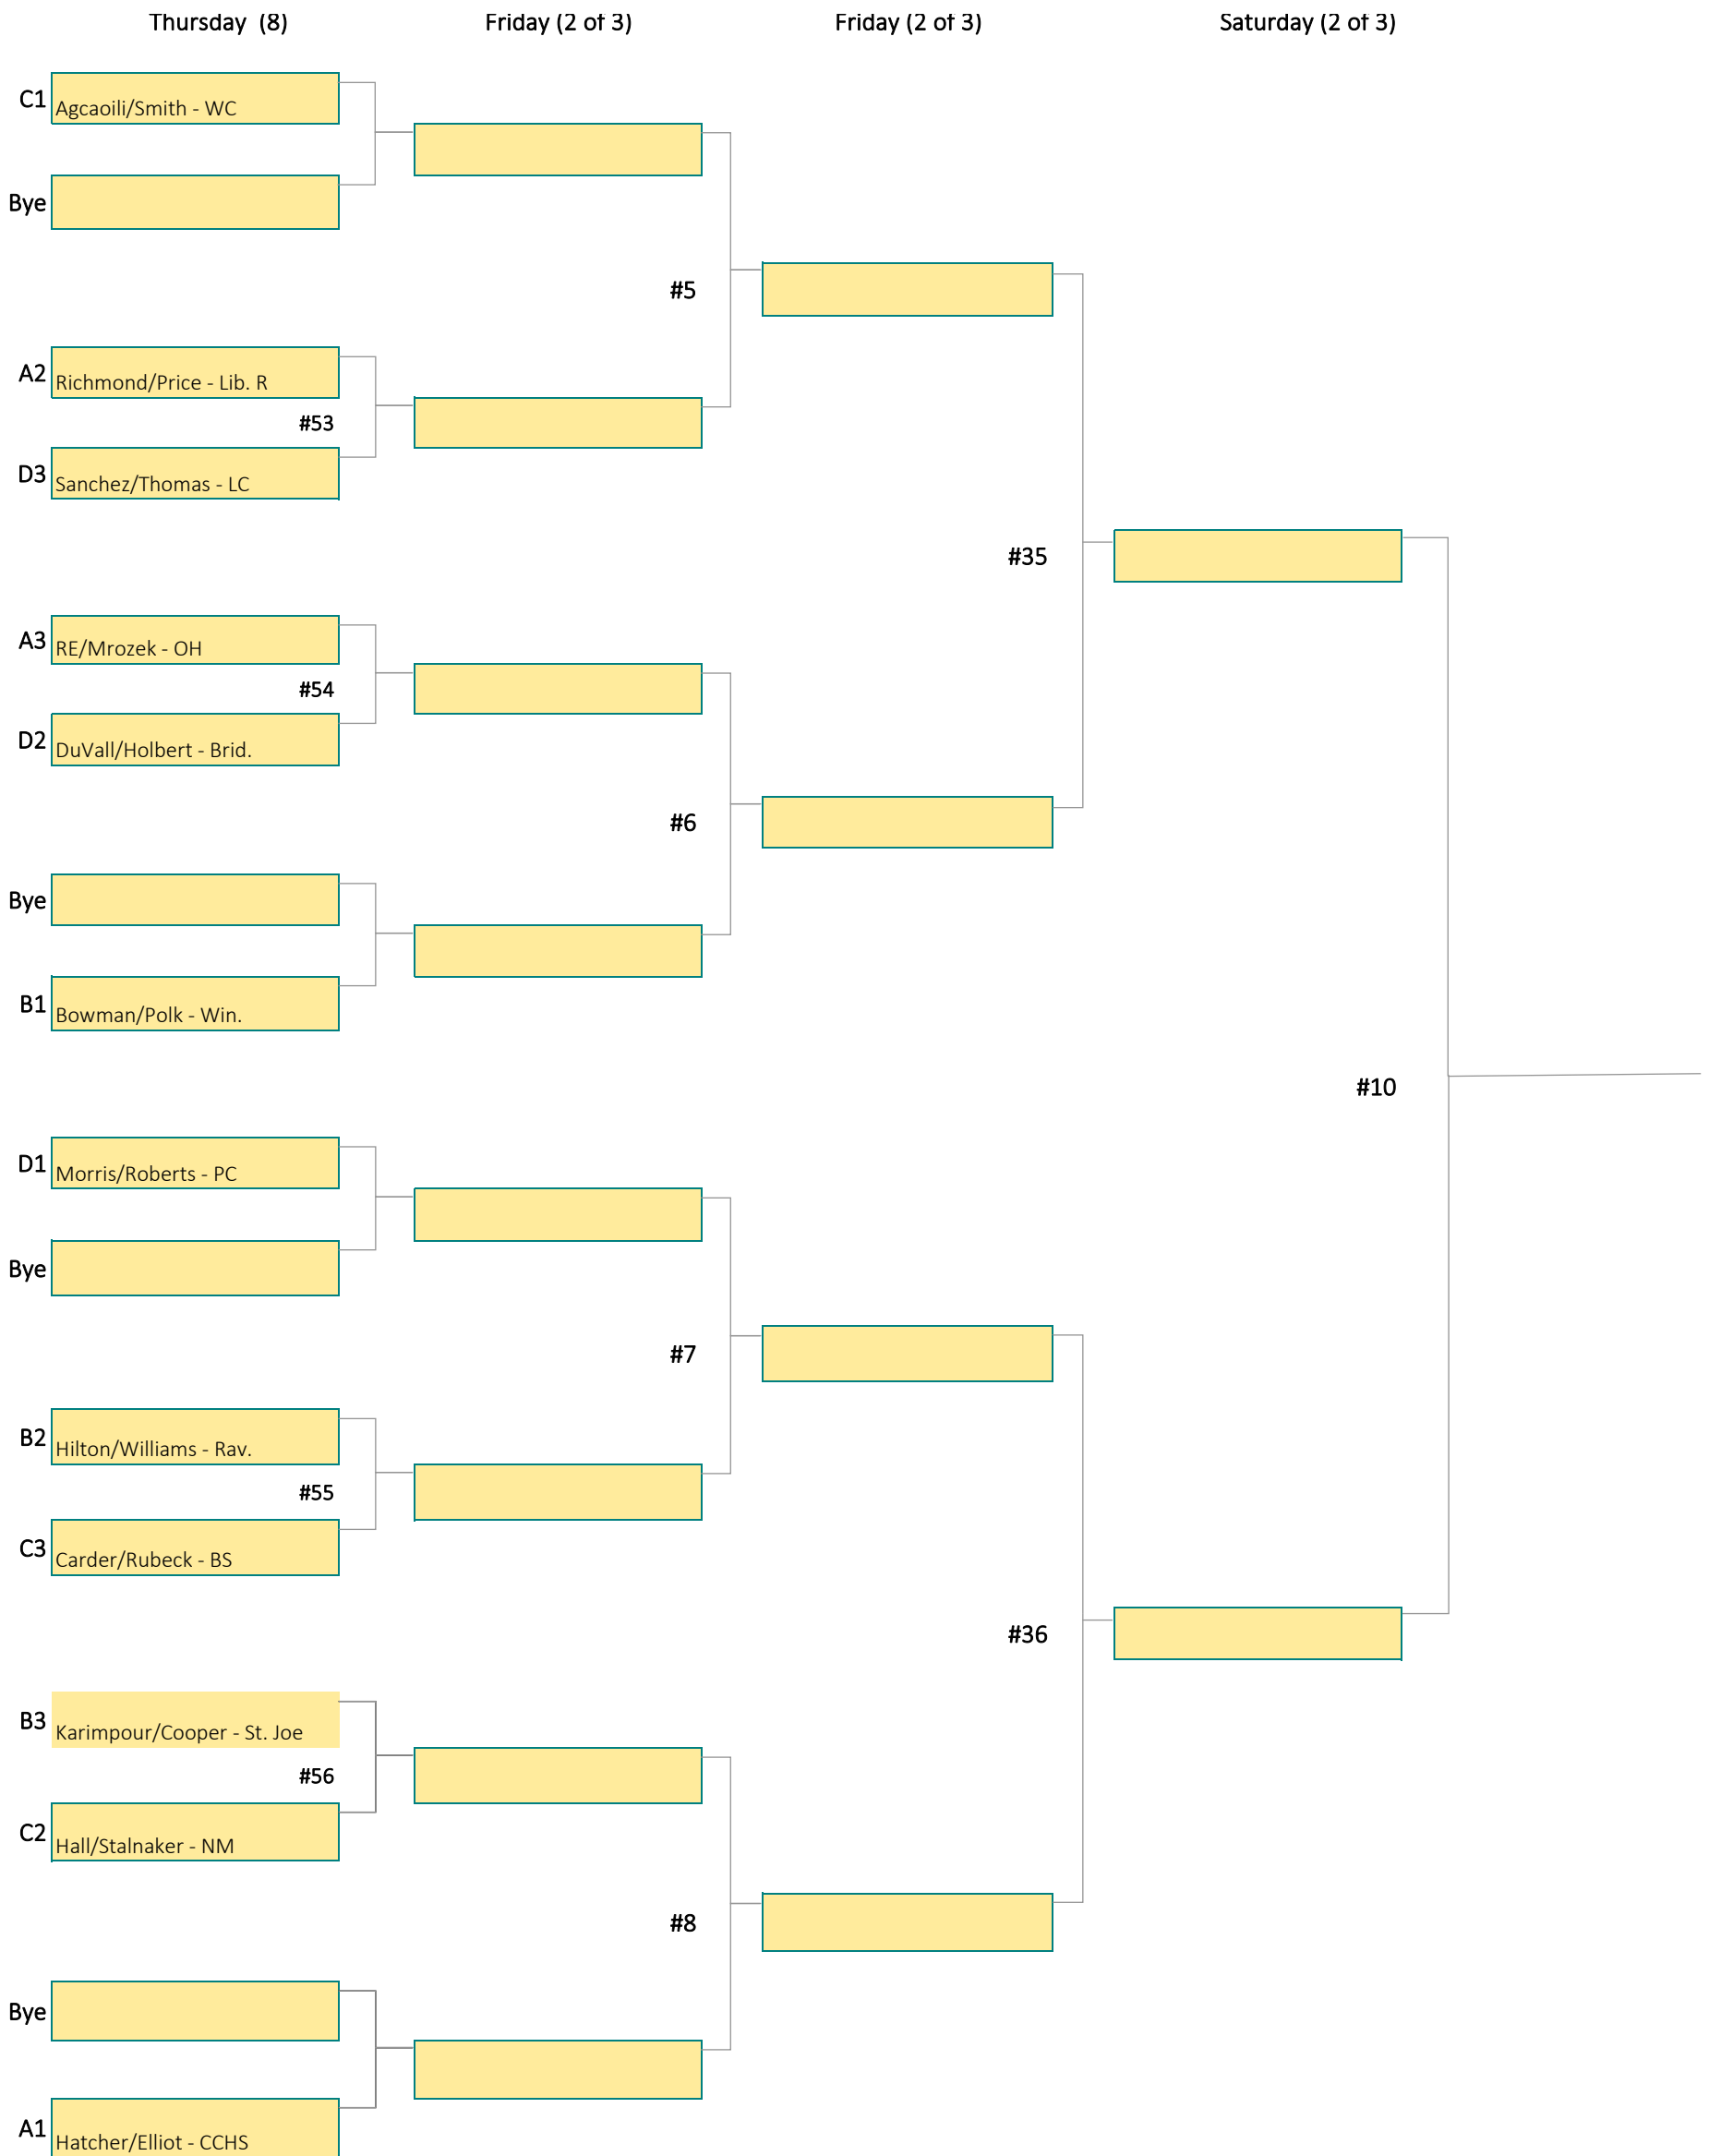 Thursday (8) Friday (2 of 3) Friday (2 of 3) Saturday (2 of 3)
C1 Agcaoili/Smith - WC
Bye
#5
A2 Richmond/Price - Lib. R
#53
D3 Sanchez/Thomas - LC
#35
A3 RE/Mrozek - OH
#54
D2 DuVall/Holbert - Brid.
#6
Bye
B1 Bowman/Polk - Win.
#10
D1 Morris/Roberts - PC
Bye
#7
B2 Hilton/Williams - Rav.
#55
C3 Carder/Rubeck - BS
#36
B3 Karimpour/Cooper - St. Joe
#56
C2 Hall/Stalnaker - NM
#8
Bye
A1 Hatcher/Elliot - CCHS